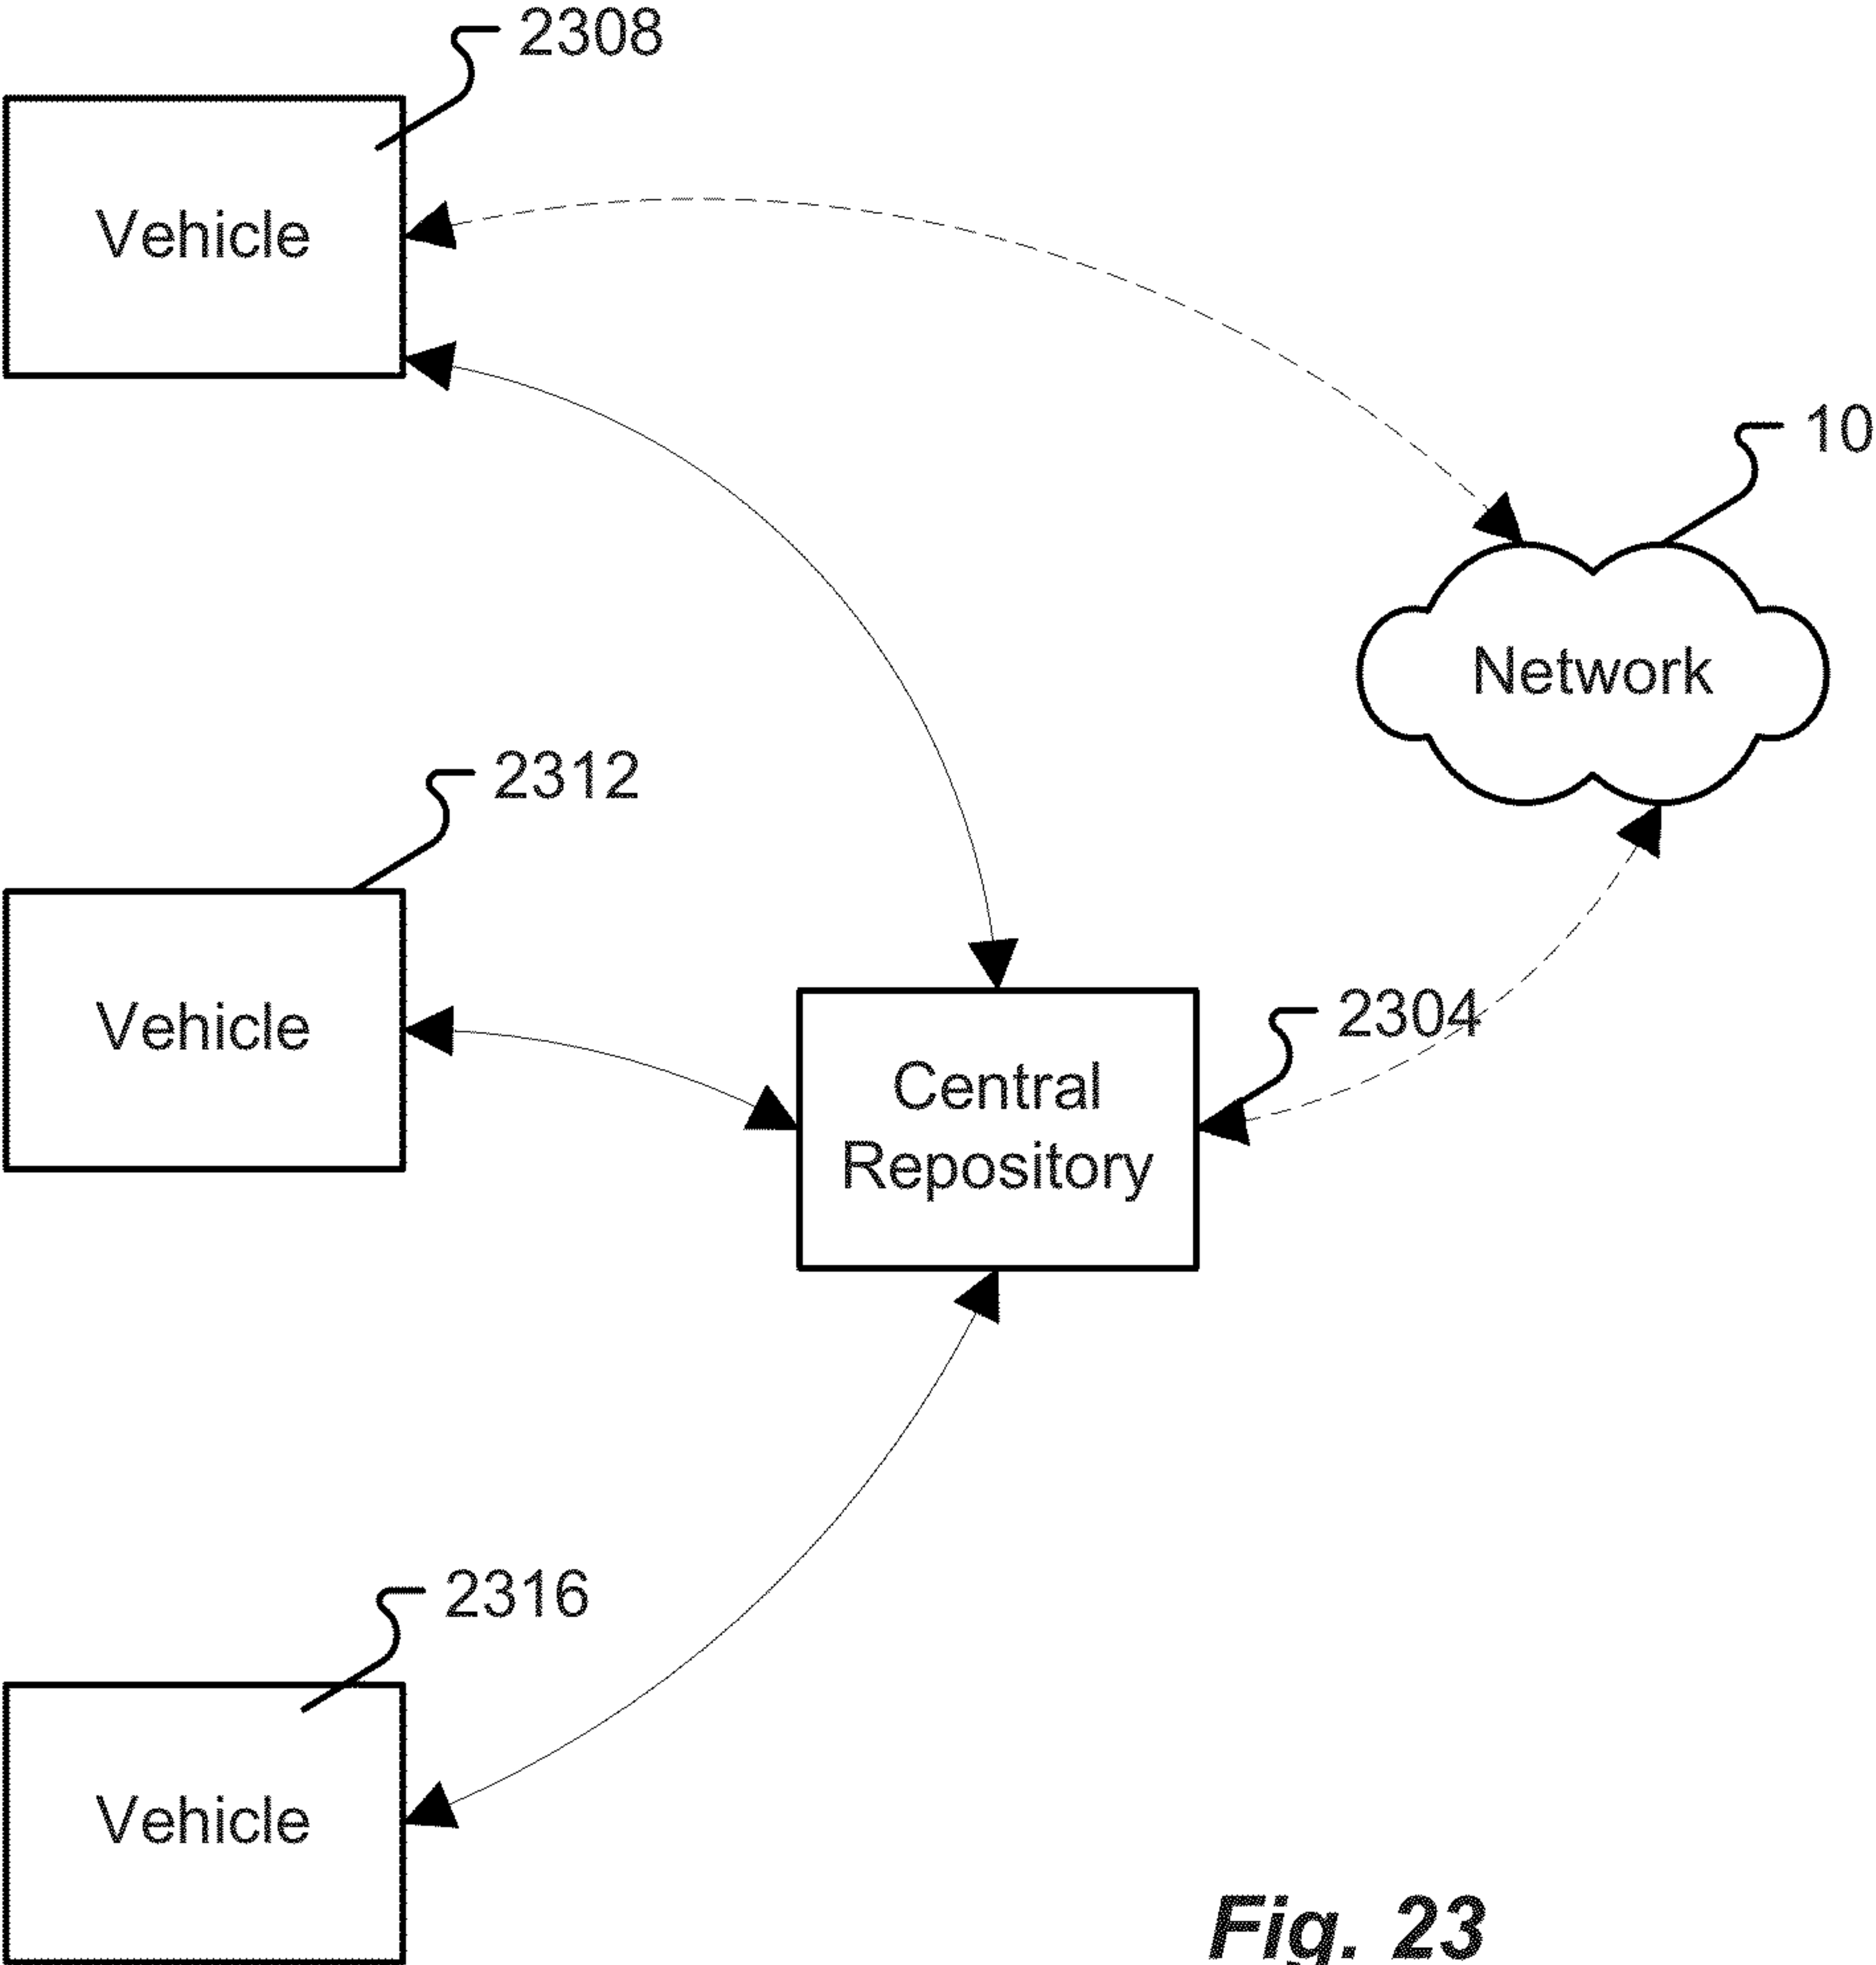 2308
Vehicle
10
Network
2312
Vehicle
2304
Central
Repository
2316
Vehicle
Fig. 23